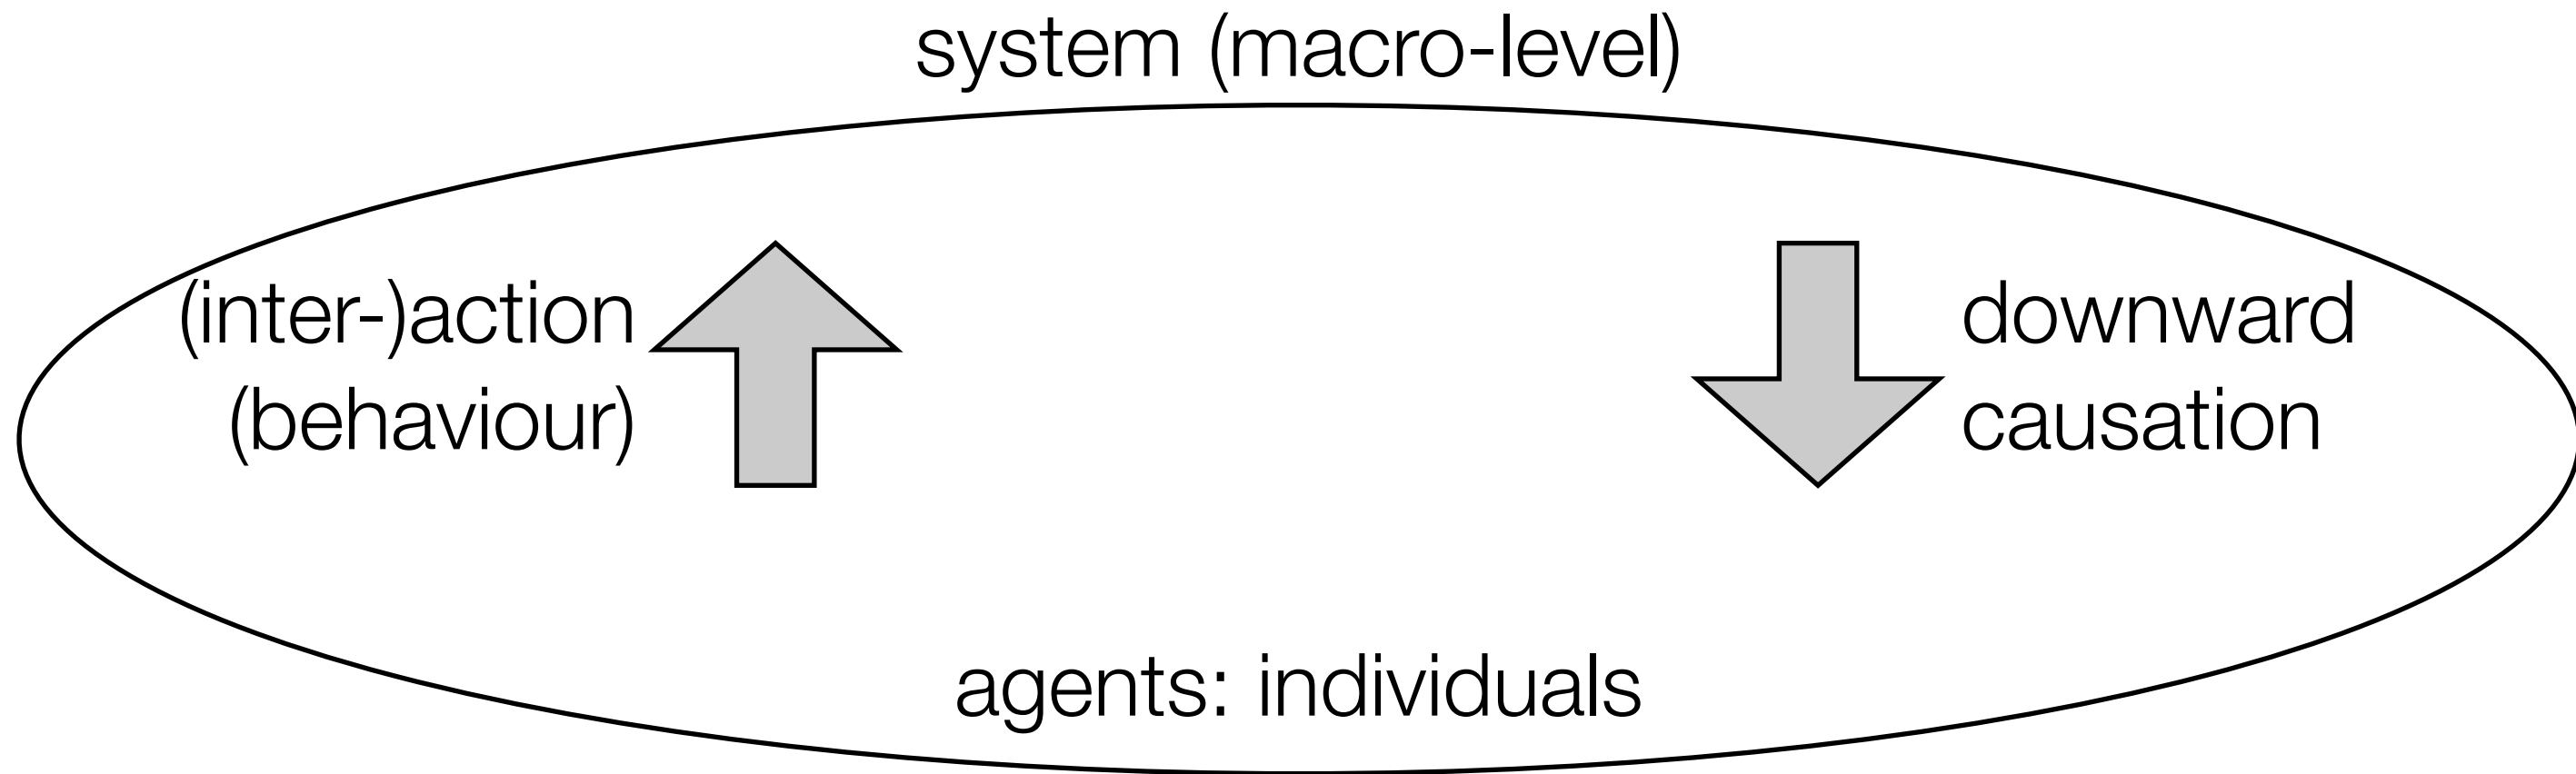 system (macro-level)
(inter-)action
(behaviour)
downward
causation
agents: individuals